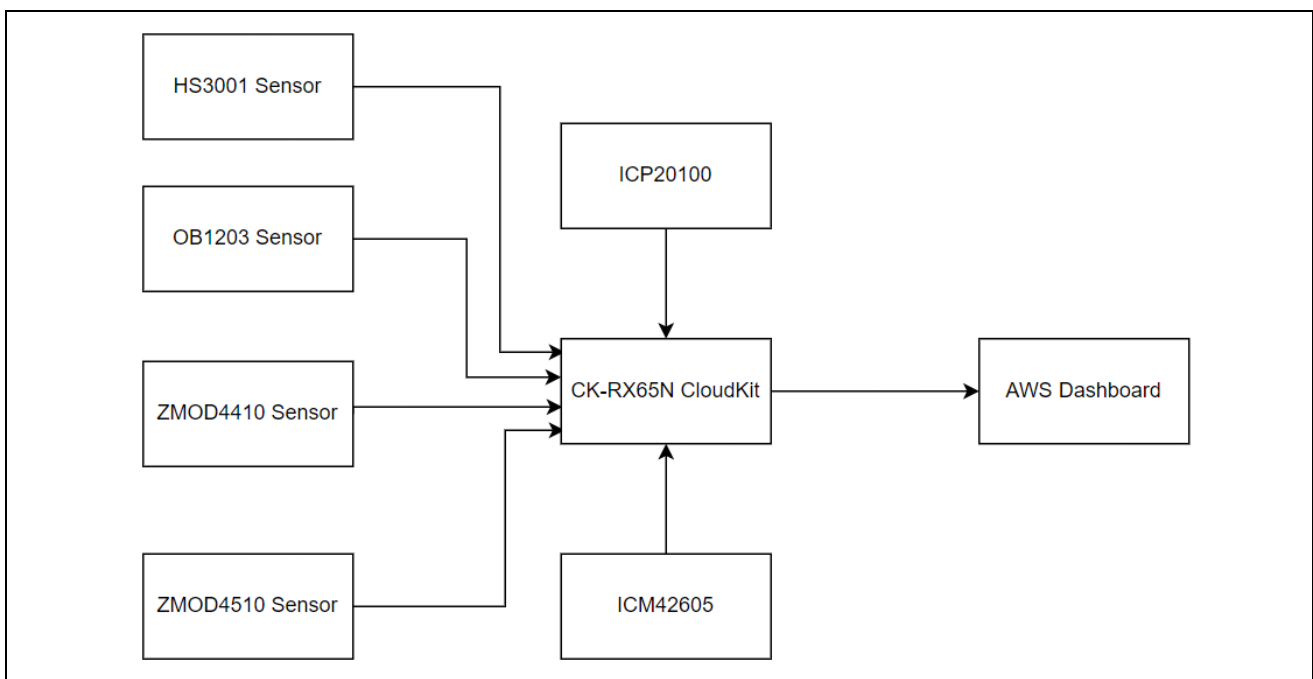 HS3001 Sensor
ICP20100
OB1203 Sensor
CK-RX65N CloudKit
AWS Dashboard
ZMOD4410 Sensor
ZMOD4510 Sensor
ICM42605